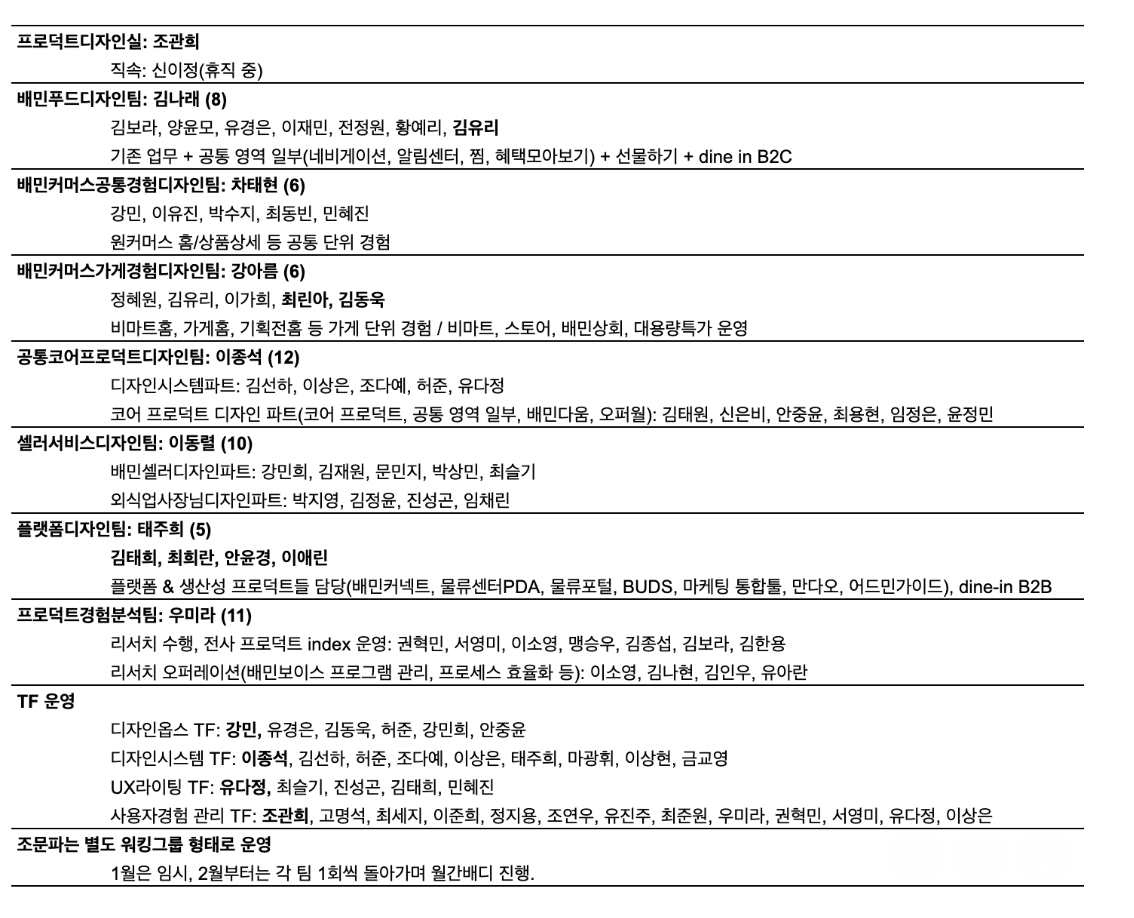 프로덕트디자인실: 조관희
직속: 신이정(휴직 중)
배민푸드디자인팀: 김나래 (8)
김보라, 양윤모, 유경은, 이재민, 전정원, 황예리, 김유리
기존 업무 + 공통 영역 일부(네비게이션, 알림센터, 찜, 혜택모아보기) + 선물하기 + dine in B2C
배민커머스공통경험디자인팀: 차태현 (6)
강민, 이유진, 박수지, 최동빈, 민혜진
원커머스 홈/상품상세 등 공통 단위 경험
배민커머스가게경험디자인팀: 강아름 (6)
정혜원, 김유리, 이가희, 최린아, 김동욱
비마트홈, 가게홈, 기획전홈 등 가게 단위 경험 / 비마트, 스토어, 배민상회, 대용량특가 운영
공통코어프로덕트디자인팀: 이종석 (12)
디자인시스템파트: 김선하, 이상은, 조다예, 허준, 유다정
코어 프로덕트 디자인 파트(코어 프로덕트, 공통 영역 일부, 배민다움, 오퍼월): 김태원, 신은비, 안중윤, 최용현, 임정은, 윤정민
셀러서비스디자인팀: 이동렬 (10)
배민셀러디자인파트: 강민희, 김재원, 문민지, 박상민, 최슬기
외식업사장님디자인파트: 박지영, 김정윤, 진성곤, 임채린
플랫폼디자인팀: 태주희 (5)
김태희, 최희란, 안윤경, 이애린
플랫폼 & 생산성 프로덕트들 담당(배민커넥트, 물류센터PDA, 물류포털, BUDS, 마케팅 통합툴, 만다오, 어드민가이드), dine-in B2B
프로덕트경험분석팀: 우미라 (11)
리서치 수행, 전사 프로덕트 index 운영: 권혁민, 서영미, 이소영, 맹승우, 김종섭, 김보라, 김한용
리서치 오퍼레이션(배민보이스 프로그램 관리, 프로세스 효율화 등): 이소영, 김나현, 김인우, 유아란
TF 운영
디자인옵스 TF: 강민, 유경은, 김동욱, 허준, 강민희, 안중윤
디자인시스템 TF: 이종석, 김선하, 허준, 조다예, 이상은, 태주희, 마광휘, 이상현, 금교영
UX라이팅 TF: 유다정, 최슬기, 진성곤, 김태희, 민혜진
사용자경험 관리 TF: 조관희, 고명석, 최세지, 이준희, 정지용, 조연우, 유진주, 최준원, 우미라, 권혁민, 서영미, 유다정, 이상은
조문파는 별도 워킹그룹 형태로 운영
1월은 임시, 2월부터는 각 팀 1회씩 돌아가며 월간배디 진행.